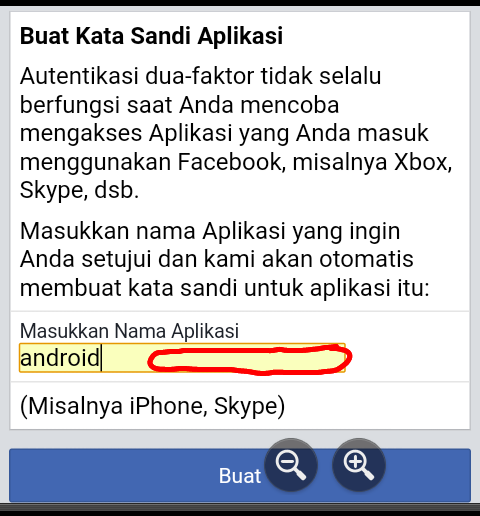 Buat Kata Sandi Aplikasi
Autentikasi dua-faktor tidak selalu
berfungsi saat Anda mencoba
mengakses Aplikasi yang Anda masuk
menggunakan Facebook, misalnya Xbox,
Skype, dsb.
Masukkan nama Aplikasi yang ingin
Anda setujui dan kami akan otomatis
membuat kata sandi untuk aplikasi itu:
Masukkan Nama Aplikasi
android
(Misalnya iPhone, Skype)
Buat